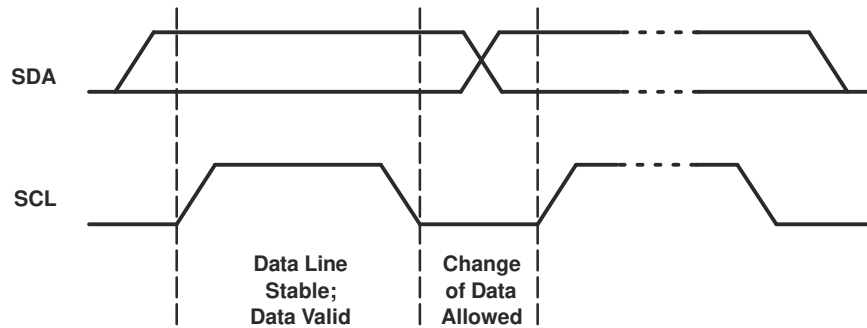 SDA
SCL
Data Line
Stable;
Data Valid
Change
of Data
Allowed